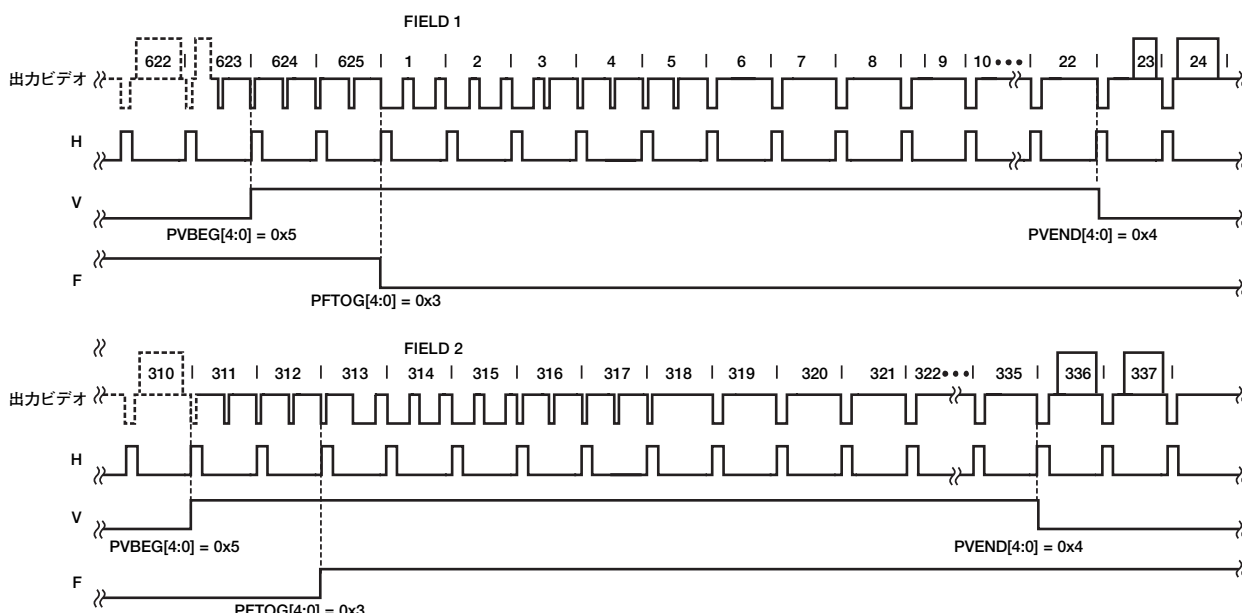 FIELD 1
622 623 624 625 1 2 3 4 5 6 7 8 9 10 ••• 22 23 24
出力ビデオ
H
V
PVBEG[4:0] = 0x5 PVEND[4:0] = 0x4
F
PFTOG[4:0] = 0x3
FIELD 2
310 311 312 313 314 315 316 317 318 319 320 321 322 ••• 335 336 337
出力ビデオ
H
V
PVBEG[4:0] = 0x5 PVEND[4:0] = 0x4
F
PFTOG[4:0] = 0x3